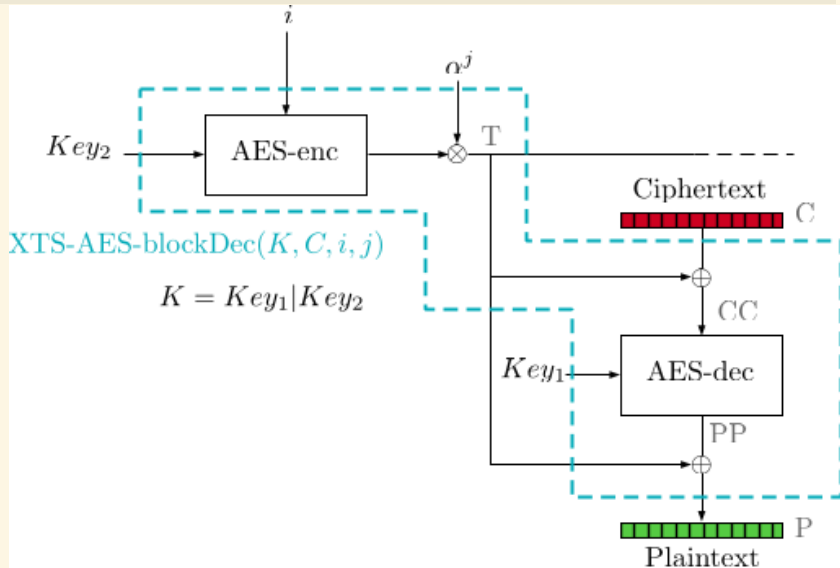 i
α^j
Key₂
AES-enc
T
Ciphertext
C
XTS-AES-blockDec(K, C, i, j)
K = Key₁|Key₂
CC
Key₁
AES-dec
PP
P
Plaintext